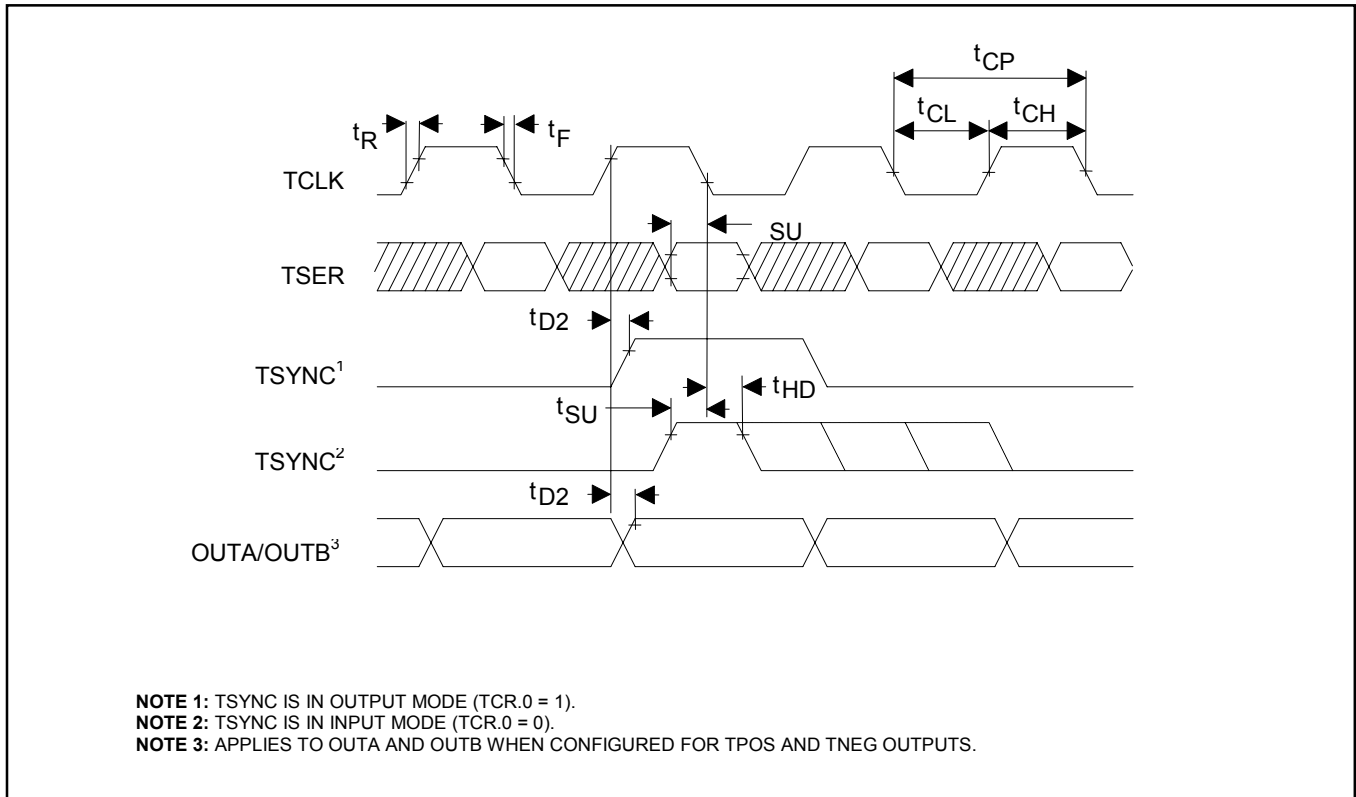 tCP
tCL tCH
tR tF
TCLK
SU
TSER
tD2
TSYNC1
tHD
tSU
TSYNC2
tD2
OUTA/OUTB3
NOTE 1: TSYNC IS IN OUTPUT MODE (TCR.0 = 1).
NOTE 2: TSYNC IS IN INPUT MODE (TCR.0 = 0).
NOTE 3: APPLIES TO OUTA AND OUTB WHEN CONFIGURED FOR TPOS AND TNEG OUTPUTS.